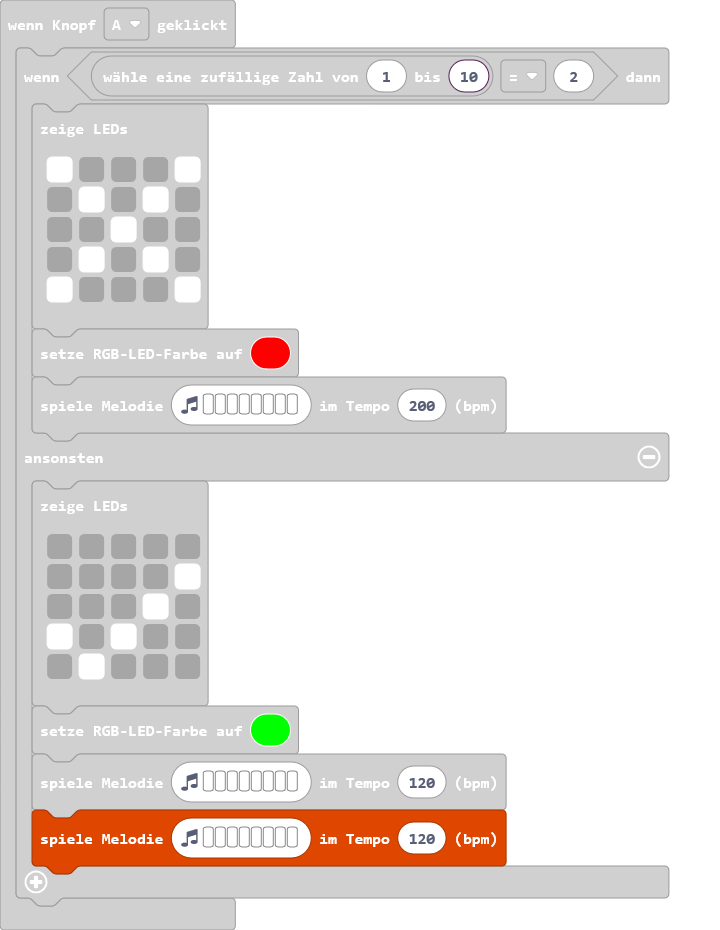 wenn Knopf A geklickt
wenn wähle eine zufällige Zahl von 1 bis 10 = 2 dann
zeige LEDs
setze RGB-LED-Farbe auf
spiele Melodie im Tempo 200 (bpm)
ansonsten
zeige LEDs
setze RGB-LED-Farbe auf
spiele Melodie im Tempo 120 (bpm)
spiele Melodie im Tempo 120 (bpm)